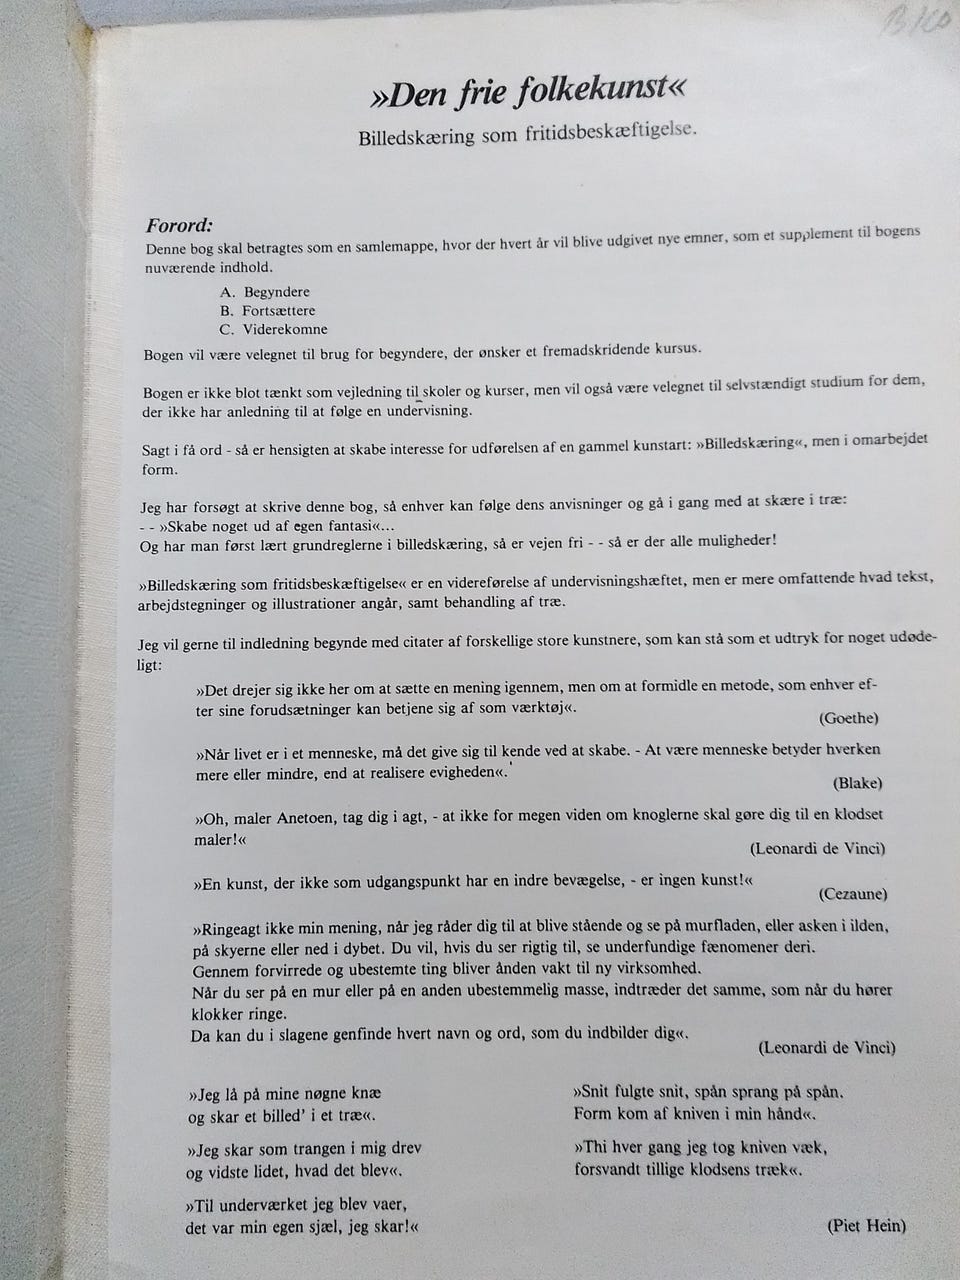 »Den frie folkekunst«
Billedskæring som fritidsbeskæftigelse.
Forord:
Denne bog skal betragtes som en samlemappe, hvor der hvert år vil blive udgivet nye emner, som et supplement til bogens
nuværende indhold.
A. Begyndere
B. Fortsættere
C. Viderekomne
Bogen vil være velegnet til brug for begyndere, der ønsker et fremadskridende kursus.
Bogen er ikke blot tænkt som vejledning til skoler og kurser, men vil også være velegnet til selvstændigt studium for dem,
der ikke har anledning til at følge en undervisning.
Sagt i få ord - så er hensigten at skabe interesse for udførelsen af en gammel kunstart: »Billedskæring«, men i omarbejdet
form.
Jeg har forsøgt at skrive denne bog, så enhver kan følge dens anvisninger og gå i gang med at skære i træ:
- - »Skabe noget ud af egen fantasi«...
Og har man først lært grundreglerne i billedskæring, så er vejen fri - - så er der alle muligheder!
»Billedskæring som fritidsbeskæftigelse« er en videreførelse af undervisningshæftet, men er mere omfattende hvad tekst,
arbejdstegninger og illustrationer angår, samt behandling af træ.
Jeg vil gerne til indledning begynde med citater af forskellige store kunstnere, som kan stå som et udtryk for noget udøde-
ligt:
»Det drejer sig ikke her om at sætte en mening igennem, men om at formidle en metode, som enhver ef-
ter sine forudsætninger kan betjene sig af som værktøj«.
(Goethe)
»Når livet er i et menneske, må det give sig til kende ved at skabe. - At være menneske betyder hverken
mere eller mindre, end at realisere evigheden«.
(Blake)
»Oh, maler Anetoen, tag dig i agt, - at ikke for megen viden om knoglerne skal gøre dig til en klodset
maler!«
(Leonardi de Vinci)
»En kunst, der ikke som udgangspunkt har en indre bevægelse, - er ingen kunst!«
(Cezaune)
»Ringeagt ikke min mening, når jeg råder dig til at blive stående og se på murfladen, eller asken i ilden,
på skyerne eller ned i dybet. Du vil, hvis du ser rigtig til, se underfundige fænomener deri.
Gennem forvirrede og ubestemte ting bliver ånden vakt til ny virksomhed.
Når du ser på en mur eller på en anden ubestemmelig masse, indtræder det samme, som når du hører
klokker ringe.
Da kan du i slagene genfinde hvert navn og ord, som du indbilder dig«.
(Leonardi de Vinci)
»Jeg lå på mine nøgne knæ
og skar et billed' i et træ«.
»Jeg skar som trangen i mig drev
og vidste lidet, hvad det blev«.
»Til underværket jeg blev vaer,
det var min egen sjæl, jeg skar!«
»Snit fulgte snit, spån sprang på spån.
Form kom af kniven i min hånd«.
»Thi hver gang jeg tog kniven væk,
forsvandt tillige klodsens træk«.
(Piet Hein)